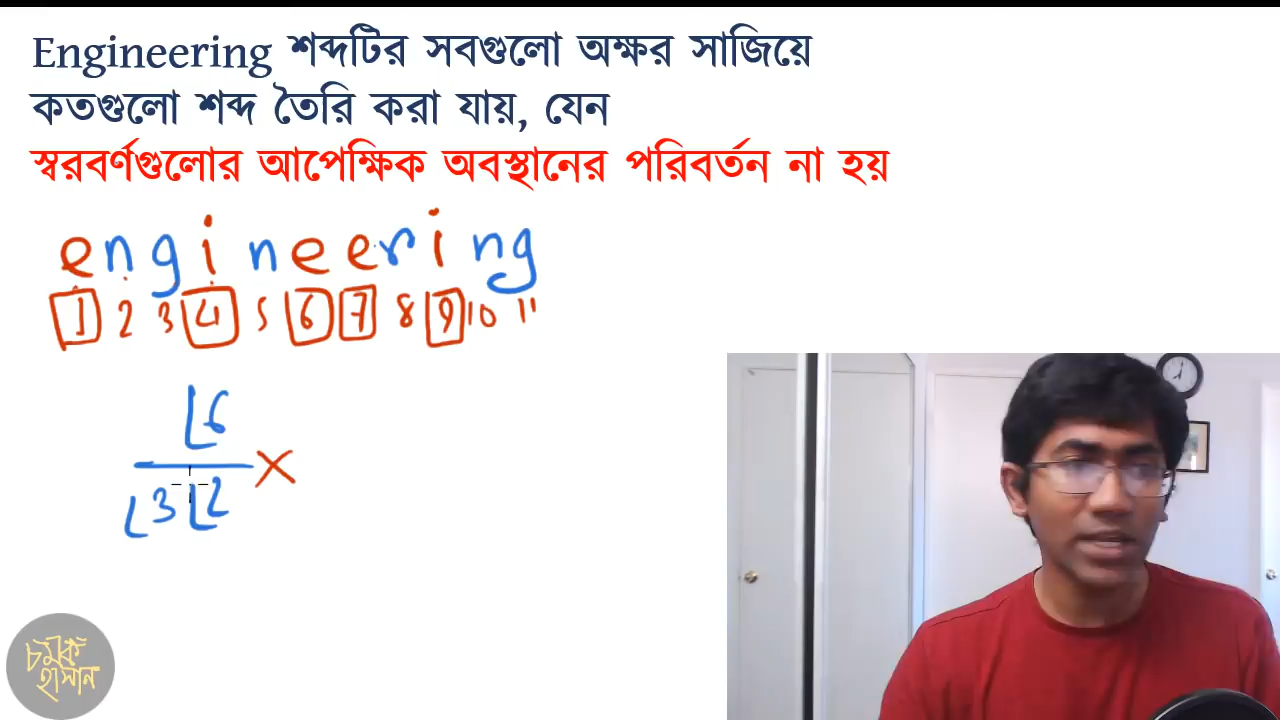 Engineering শব্দটির সবগুলো অক্ষর সাজিয়ে
কতগুলো শব্দ তৈরি করা যায়, যেন
স্বরবর্ণগুলোর আপেক্ষিক অবস্থানের পরিবর্তন না হয়
engineering
1 2 3 4 5 6 7 8 9 10 11
⌊6
×
⌊3 ⌊2
চমক
হাসান